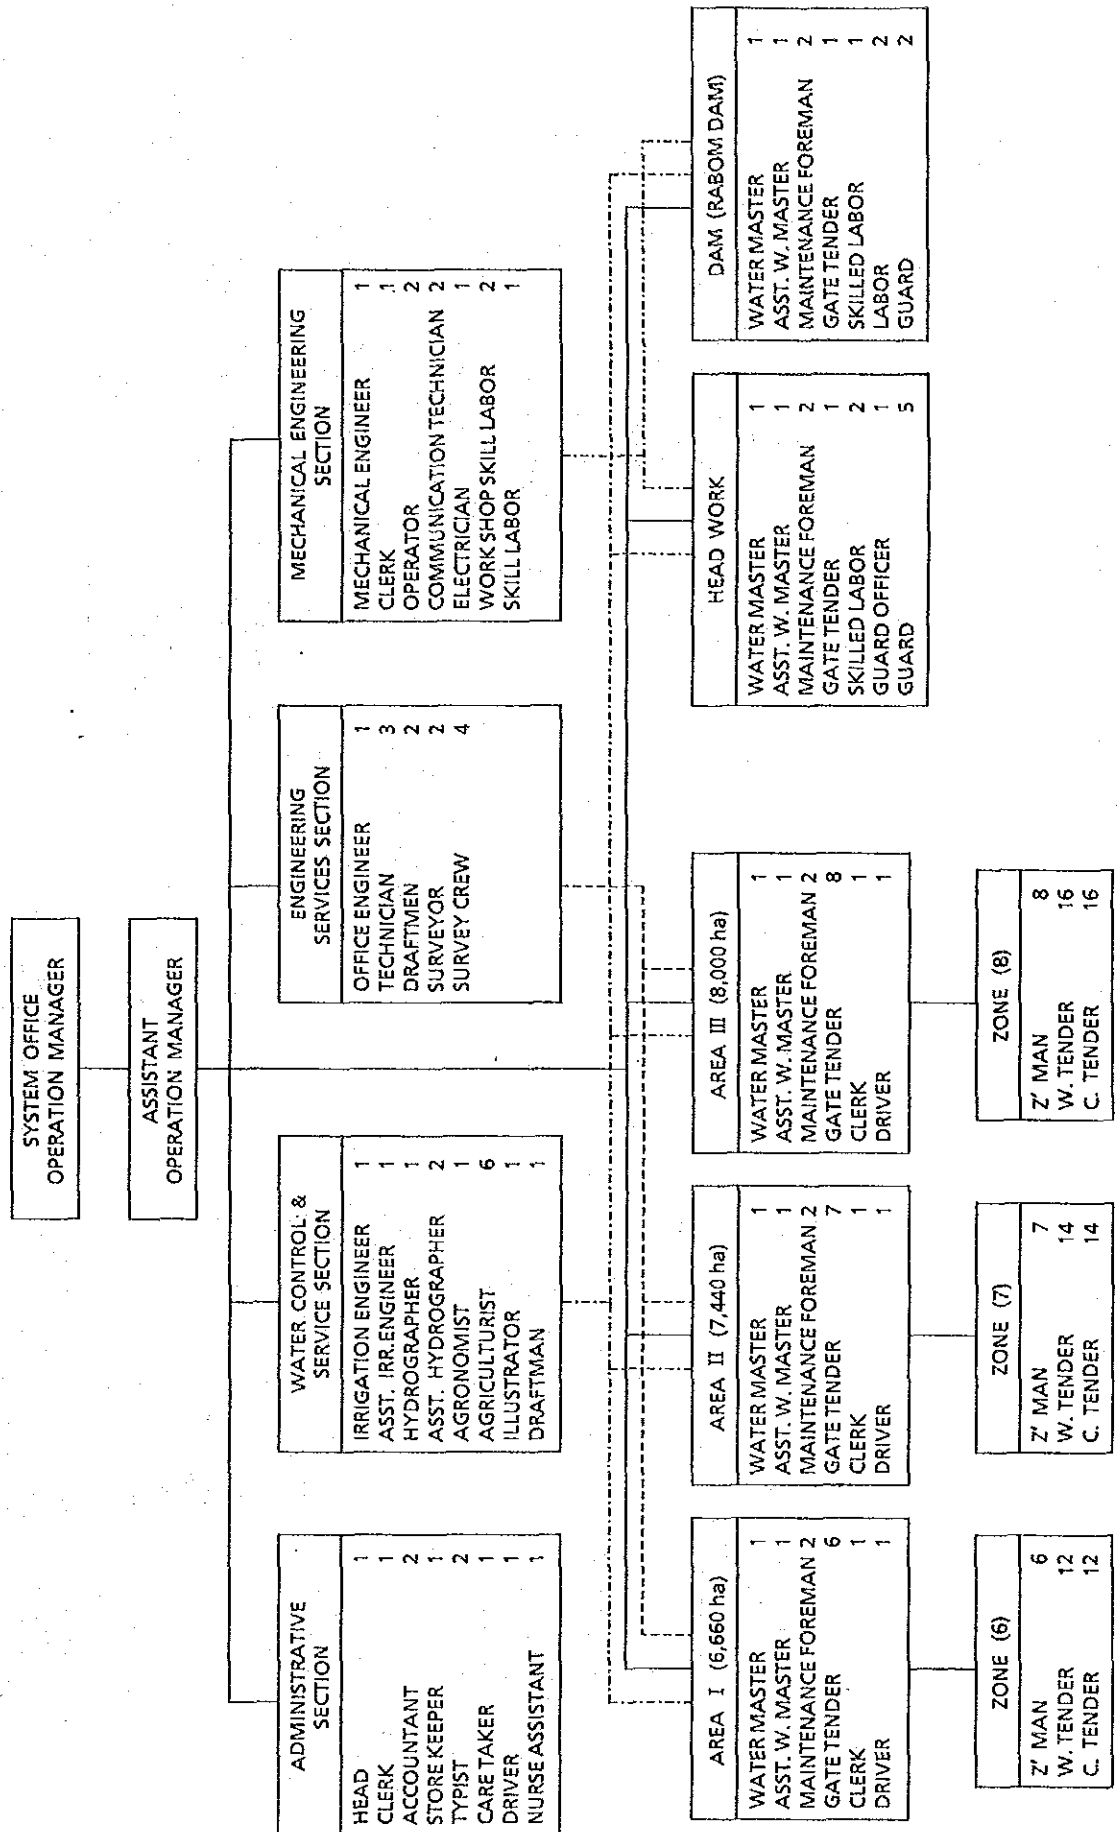 SYSTEM OFFICE
OPERATION MANAGER
ASSISTANT
OPERATION MANAGER
ADMINISTRATIVE
SECTION
HEAD 1
CLERK 1
ACCOUNTANT 2
STORE KEEPER 1
TYPIST 2
CARE TAKER 1
DRIVER 1
NURSE ASSISTANT 1
WATER CONTROL &
SERVICE SECTION
IRRIGATION ENGINEER 1
ASST. IRR.ENGINEER 1
HYDROGRAPHER 1
ASST. HYDROGRAPHER 2
AGRONOMIST 1
AGRICULTURIST 6
ILLUSTRATOR 1
DRAFTMAN 1
ENGINEERING
SERVICES SECTION
OFFICE ENGINEER 1
TECHNICIAN 3
DRAFTMEN 2
SURVEYOR 2
SURVEY CREW 4
MECHANICAL ENGINEERING
SECTION
MECHANICAL ENGINEER 1
CLERK 1
OPERATOR 2
COMMUNICATION TECHNICIAN 2
ELECTRICIAN 1
WORK SHOP SKILL LABOR 2
SKILL LABOR 1
AREA I (6,660 ha)
WATER MASTER 1
ASST. W. MASTER 1
MAINTENANCE FOREMAN 2
GATE TENDER 6
CLERK 1
DRIVER 1
AREA II (7,440 ha)
WATER MASTER 1
ASST. W. MASTER 1
MAINTENANCE FOREMAN 2
GATE TENDER 7
CLERK 1
DRIVER 1
AREA III (8,000 ha)
WATER MASTER 1
ASST. W. MASTER 1
MAINTENANCE FOREMAN 2
GATE TENDER 8
CLERK 1
DRIVER 1
HEAD WORK
WATER MASTER 1
ASST. W. MASTER 1
MAINTENANCE FOREMAN 2
GATE TENDER 1
SKILLED LABOR 2
GUARD OFFICER 1
GUARD 5
DAM (RABOM DAM)
WATER MASTER 1
ASST. W. MASTER 1
MAINTENANCE FOREMAN 2
GATE TENDER 1
SKILLED LABOR 1
LABOR 2
GUARD 2
ZONE (6)
Z' MAN 6
W. TENDER 12
C. TENDER 12
ZONE (7)
Z' MAN 7
W. TENDER 14
C. TENDER 14
ZONE (8)
Z' MAN 8
W. TENDER 16
C. TENDER 16